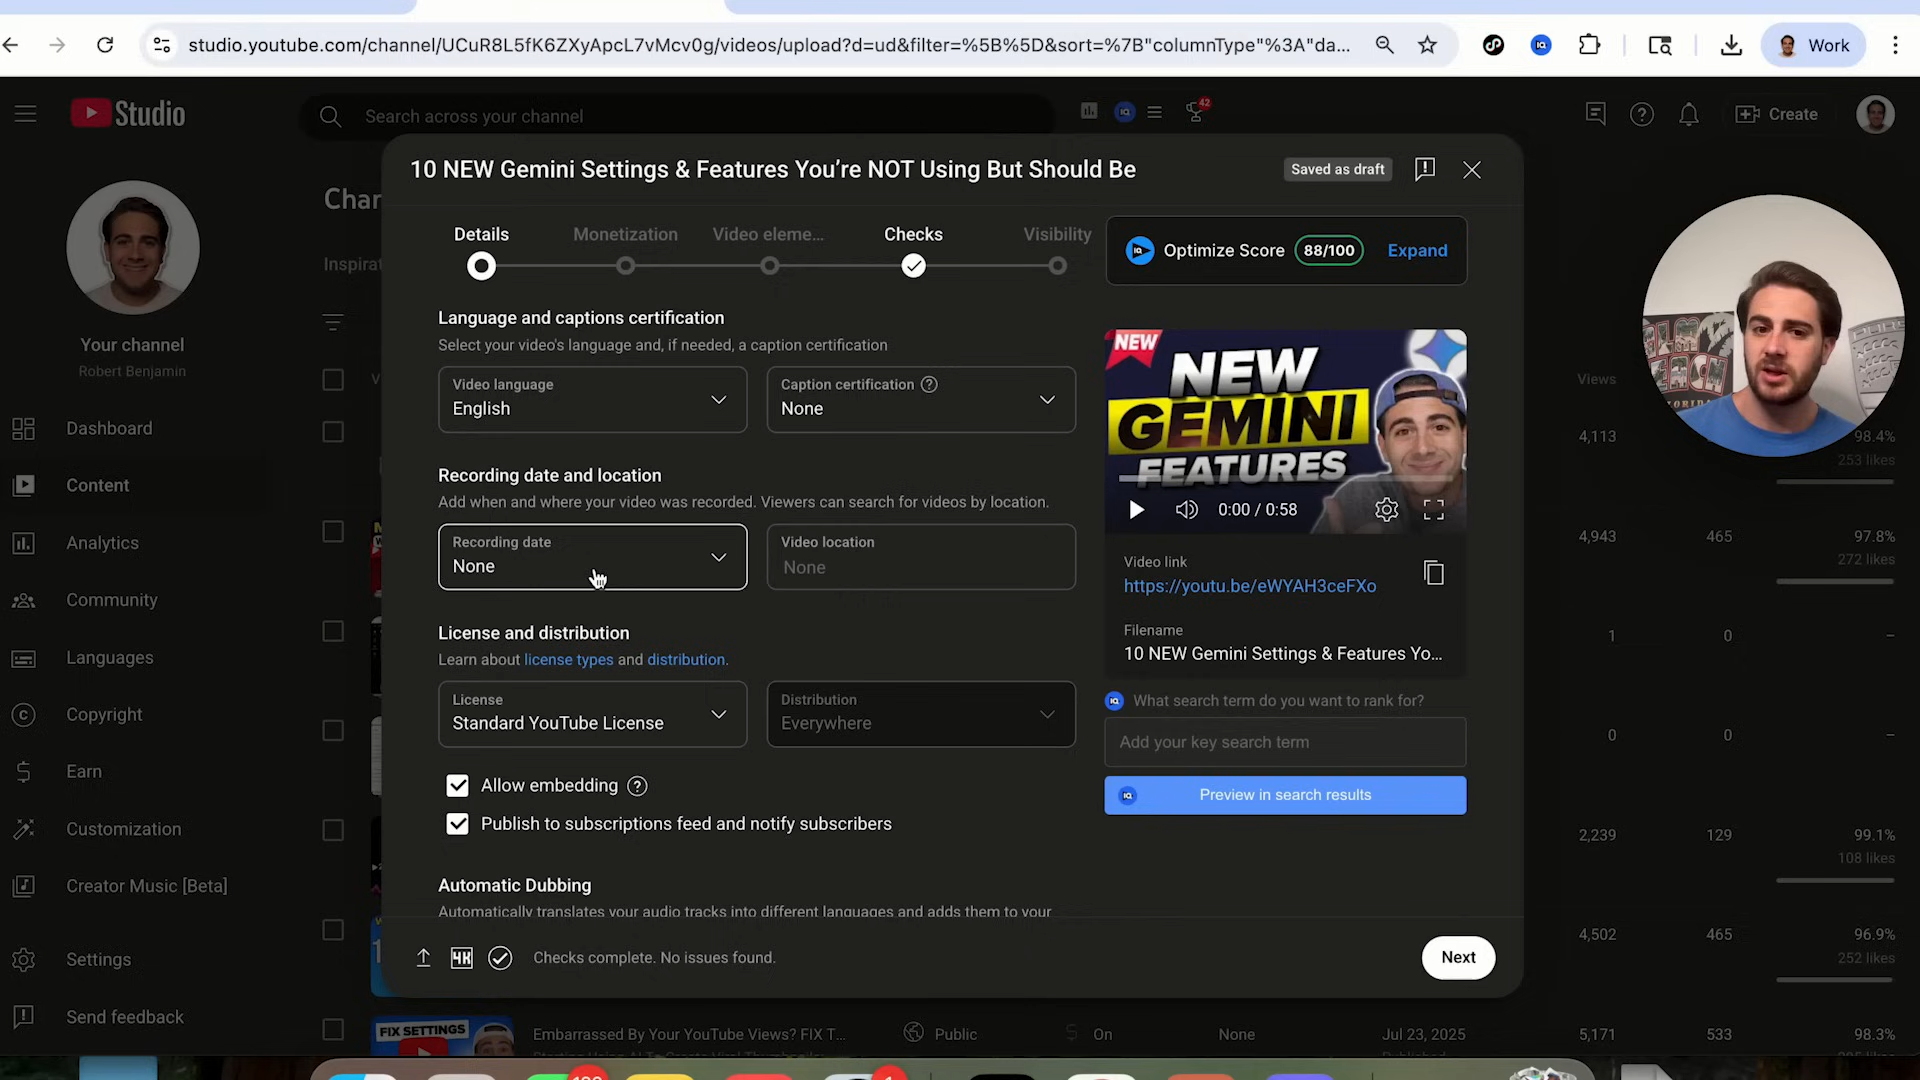 studio.youtube.com/channel/UCuR8L5fK6ZXyApcL7vMcv0g/videos/upload?d=ud&filter=%5B%5D&sort=%7B"columnType"%3A"da...
Work
Studio
Search across your channel
42
Create
10 NEW Gemini Settings & Features You're NOT Using But Should Be
Saved as draft
Details
Monetization
Video eleme...
Checks
Visibility
Optimize Score
88/100
Expand
Your channel
Robert Benjamin
Dashboard
Content
Analytics
Community
Languages
Copyright
Earn
Customization
Creator Music [Beta]
Settings
Send feedback
Language and captions certification
Select your video's language and, if needed, a caption certification
Video language
English
Caption certification
None
Recording date and location
Add when and where your video was recorded. Viewers can search for videos by location.
Recording date
None
Video location
None
License and distribution
Learn about license types and distribution.
License
Standard YouTube License
Distribution
Everywhere
Allow embedding
Publish to subscriptions feed and notify subscribers
Automatic Dubbing
Automatically translates your audio tracks into different languages and adds them to your
Checks complete. No issues found.
Next
NEW
NEW
GEMINI
FEATURES
0:00 / 0:58
Video link
https://youtu.be/eWYAH3ceFXo
Filename
10 NEW Gemini Settings & Features Yo...
What search term do you want to rank for?
Add your key search term
Preview in search results
Views
4,113
98.4%
253 likes
4,943
465
97.8%
272 likes
1
0
–
0
0
–
2,239
129
99.1%
108 likes
4,502
465
96.9%
252 likes
FIX SETTINGS
Embarrassed By Your YouTube Views? FIX T...
Public
On
None
Jul 23, 2025
5,171
533
98.3%